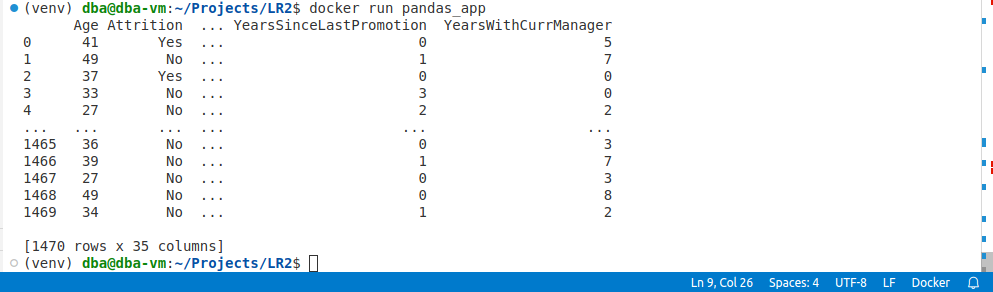 (venv) dba@dba-vm:~/Projects/LR2$ docker run pandas_app
      Age Attrition  ... YearsSinceLastPromotion  YearsWithCurrManager
0      41       Yes  ...                       0                     5
1      49        No  ...                       1                     7
2      37       Yes  ...                       0                     0
3      33        No  ...                       3                     0
4      27        No  ...                       2                     2
...   ...       ...  ...                     ...                   ...
1465   36        No  ...                       0                     3
1466   39        No  ...                       1                     7
1467   27        No  ...                       0                     3
1468   49        No  ...                       0                     8
1469   34        No  ...                       1                     2

[1470 rows x 35 columns]
(venv) dba@dba-vm:~/Projects/LR2$
Ln 9, Col 26  Spaces: 4  UTF-8  LF  Docker